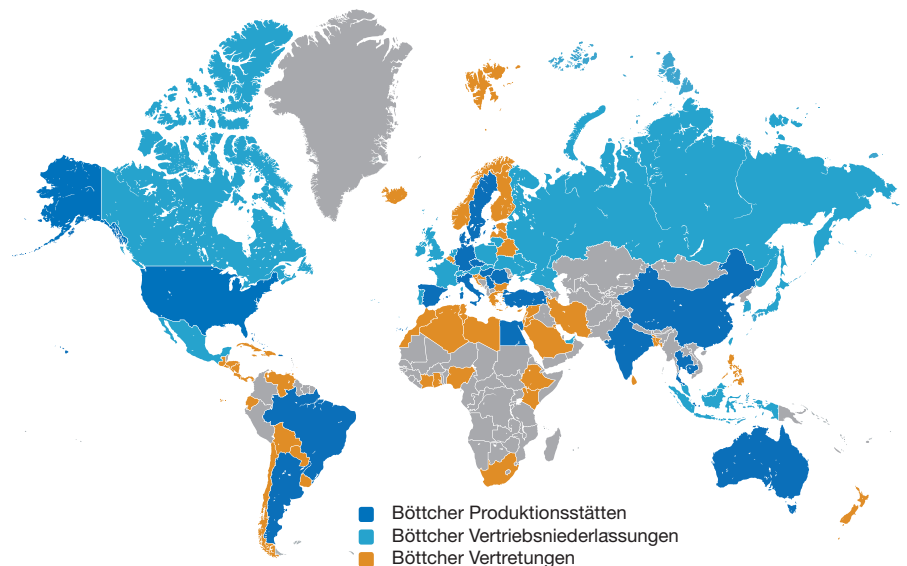 Böttcher Produktionsstätten
Böttcher Vertriebsniederlassungen
Böttcher Vertretungen